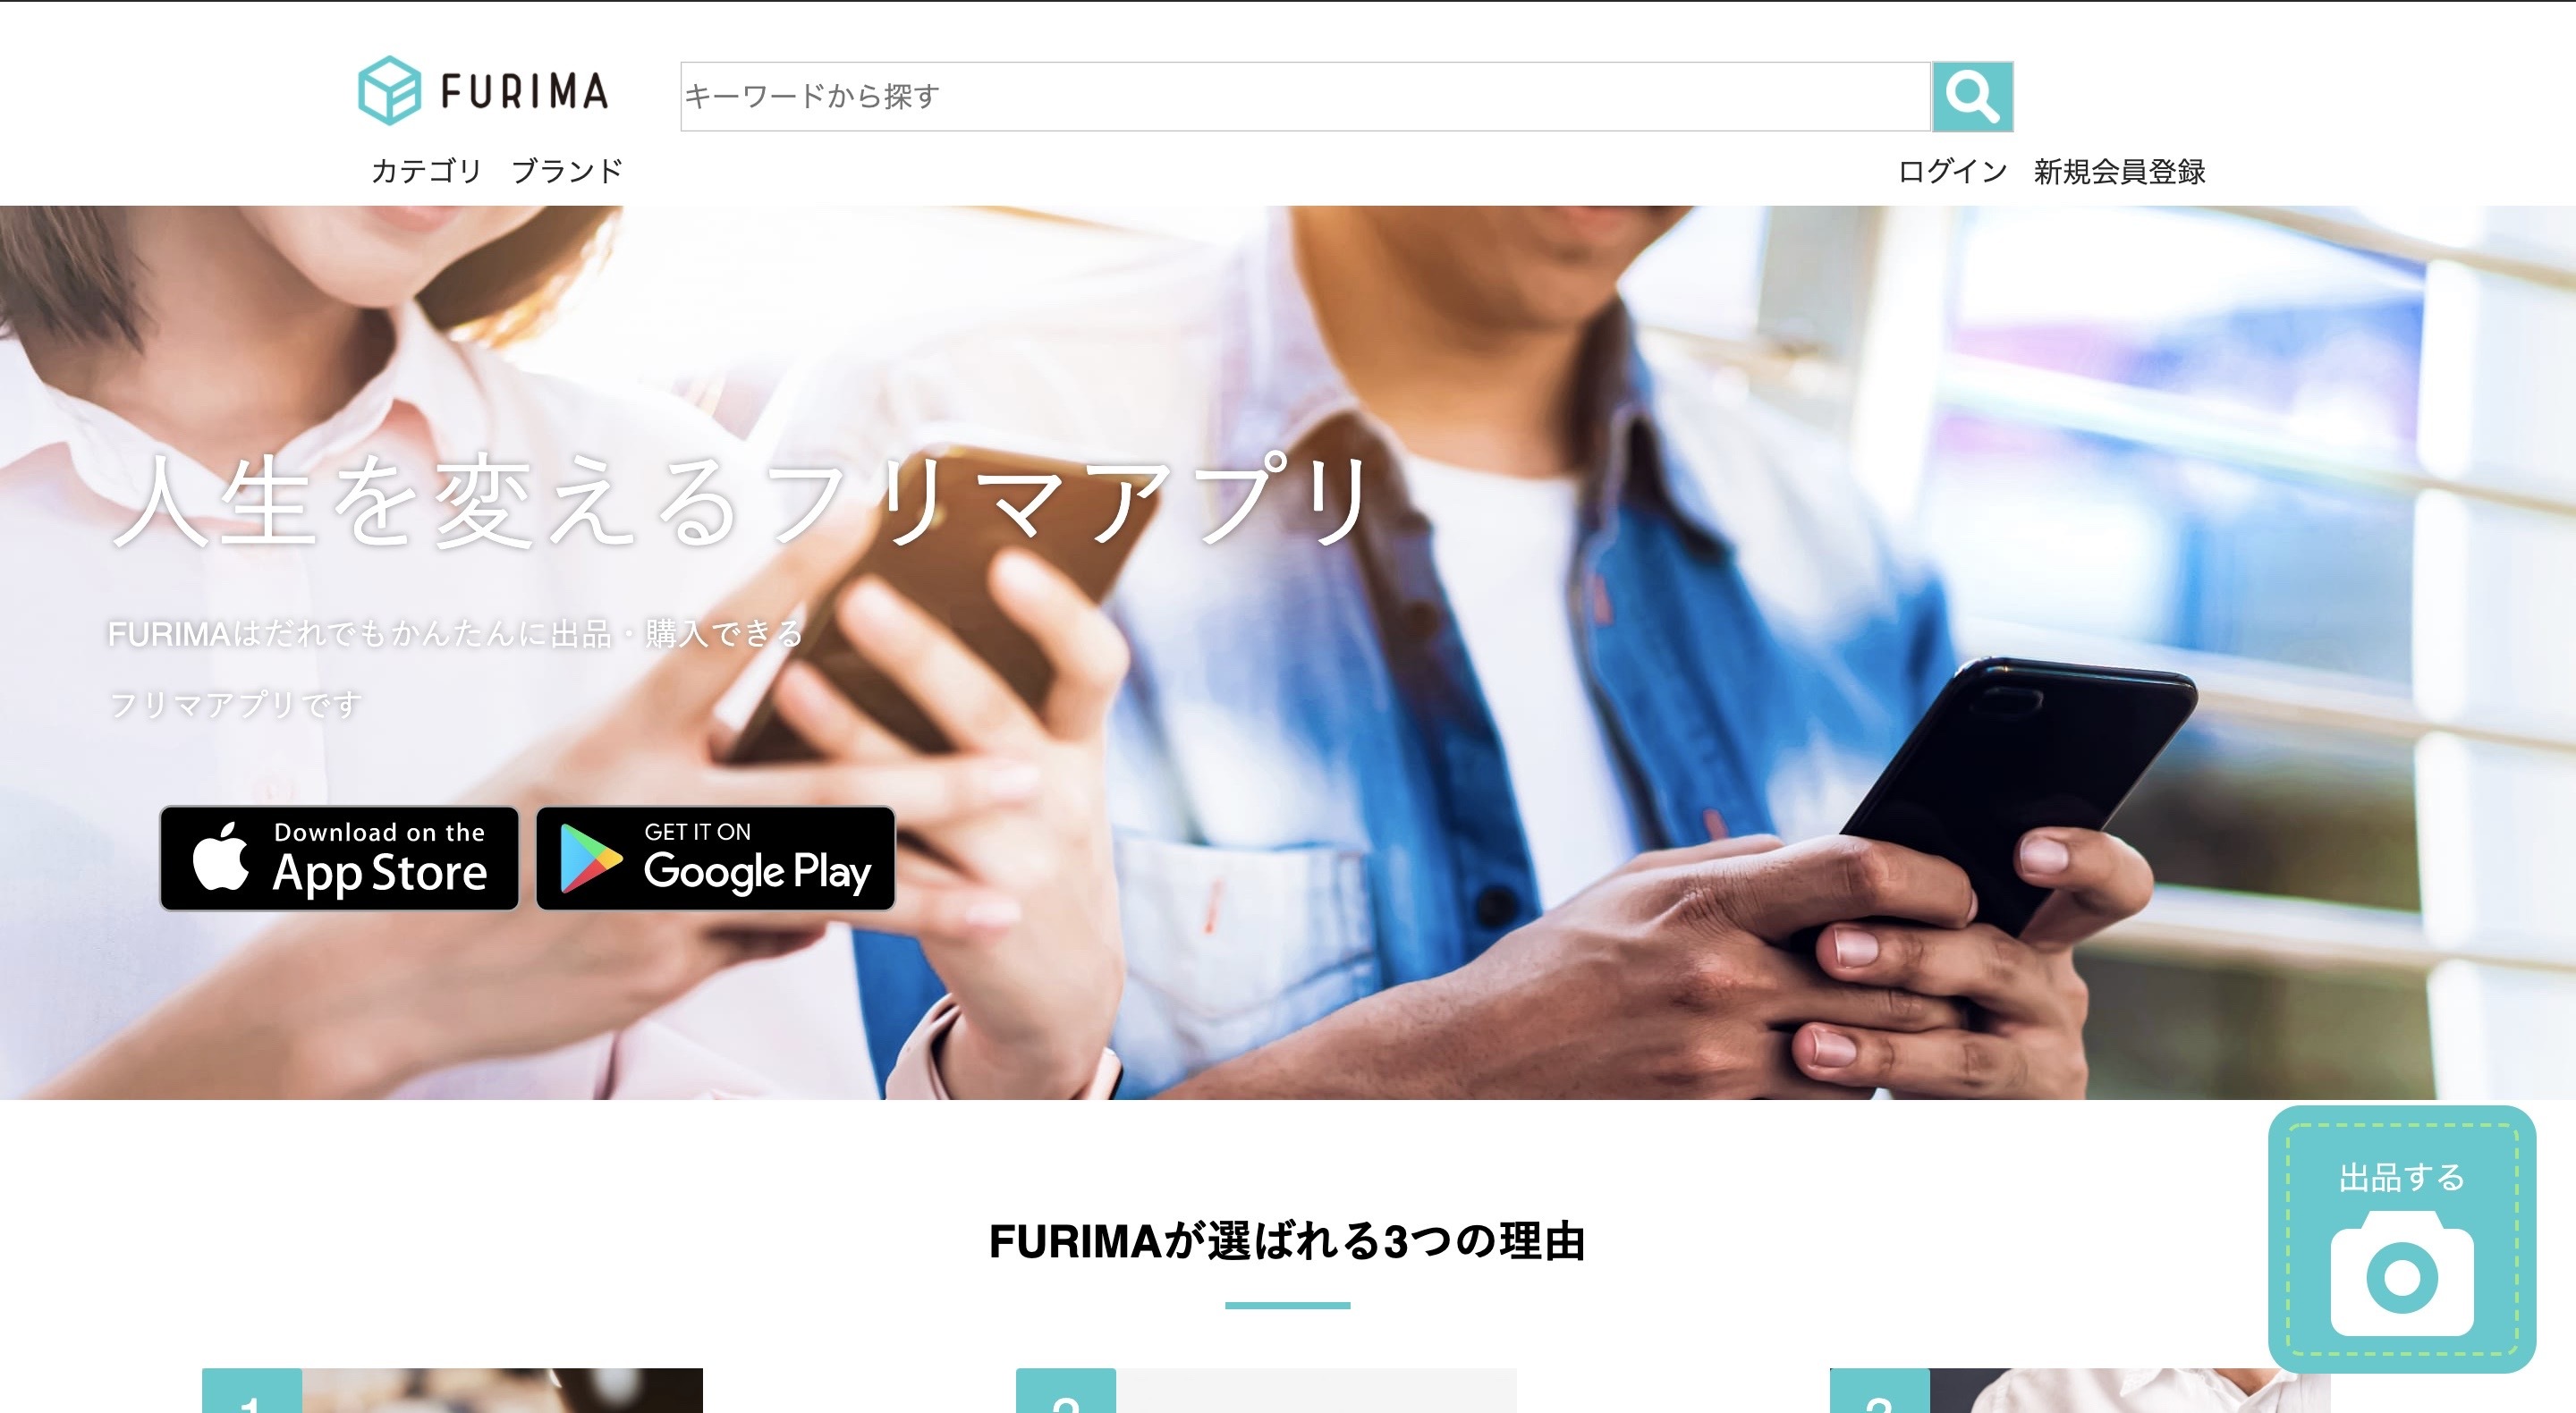 FURIMA
キーワードから探す
カテゴリ ブランド
ログイン 新規会員登録
人生を変えるフリマアプリ
FURIMAはだれでもかんたんに出品・購入できる
フリマアプリです
Download on the
App Store
GET IT ON
Google Play
出品する
FURIMAが選ばれる3つの理由
1
2
3